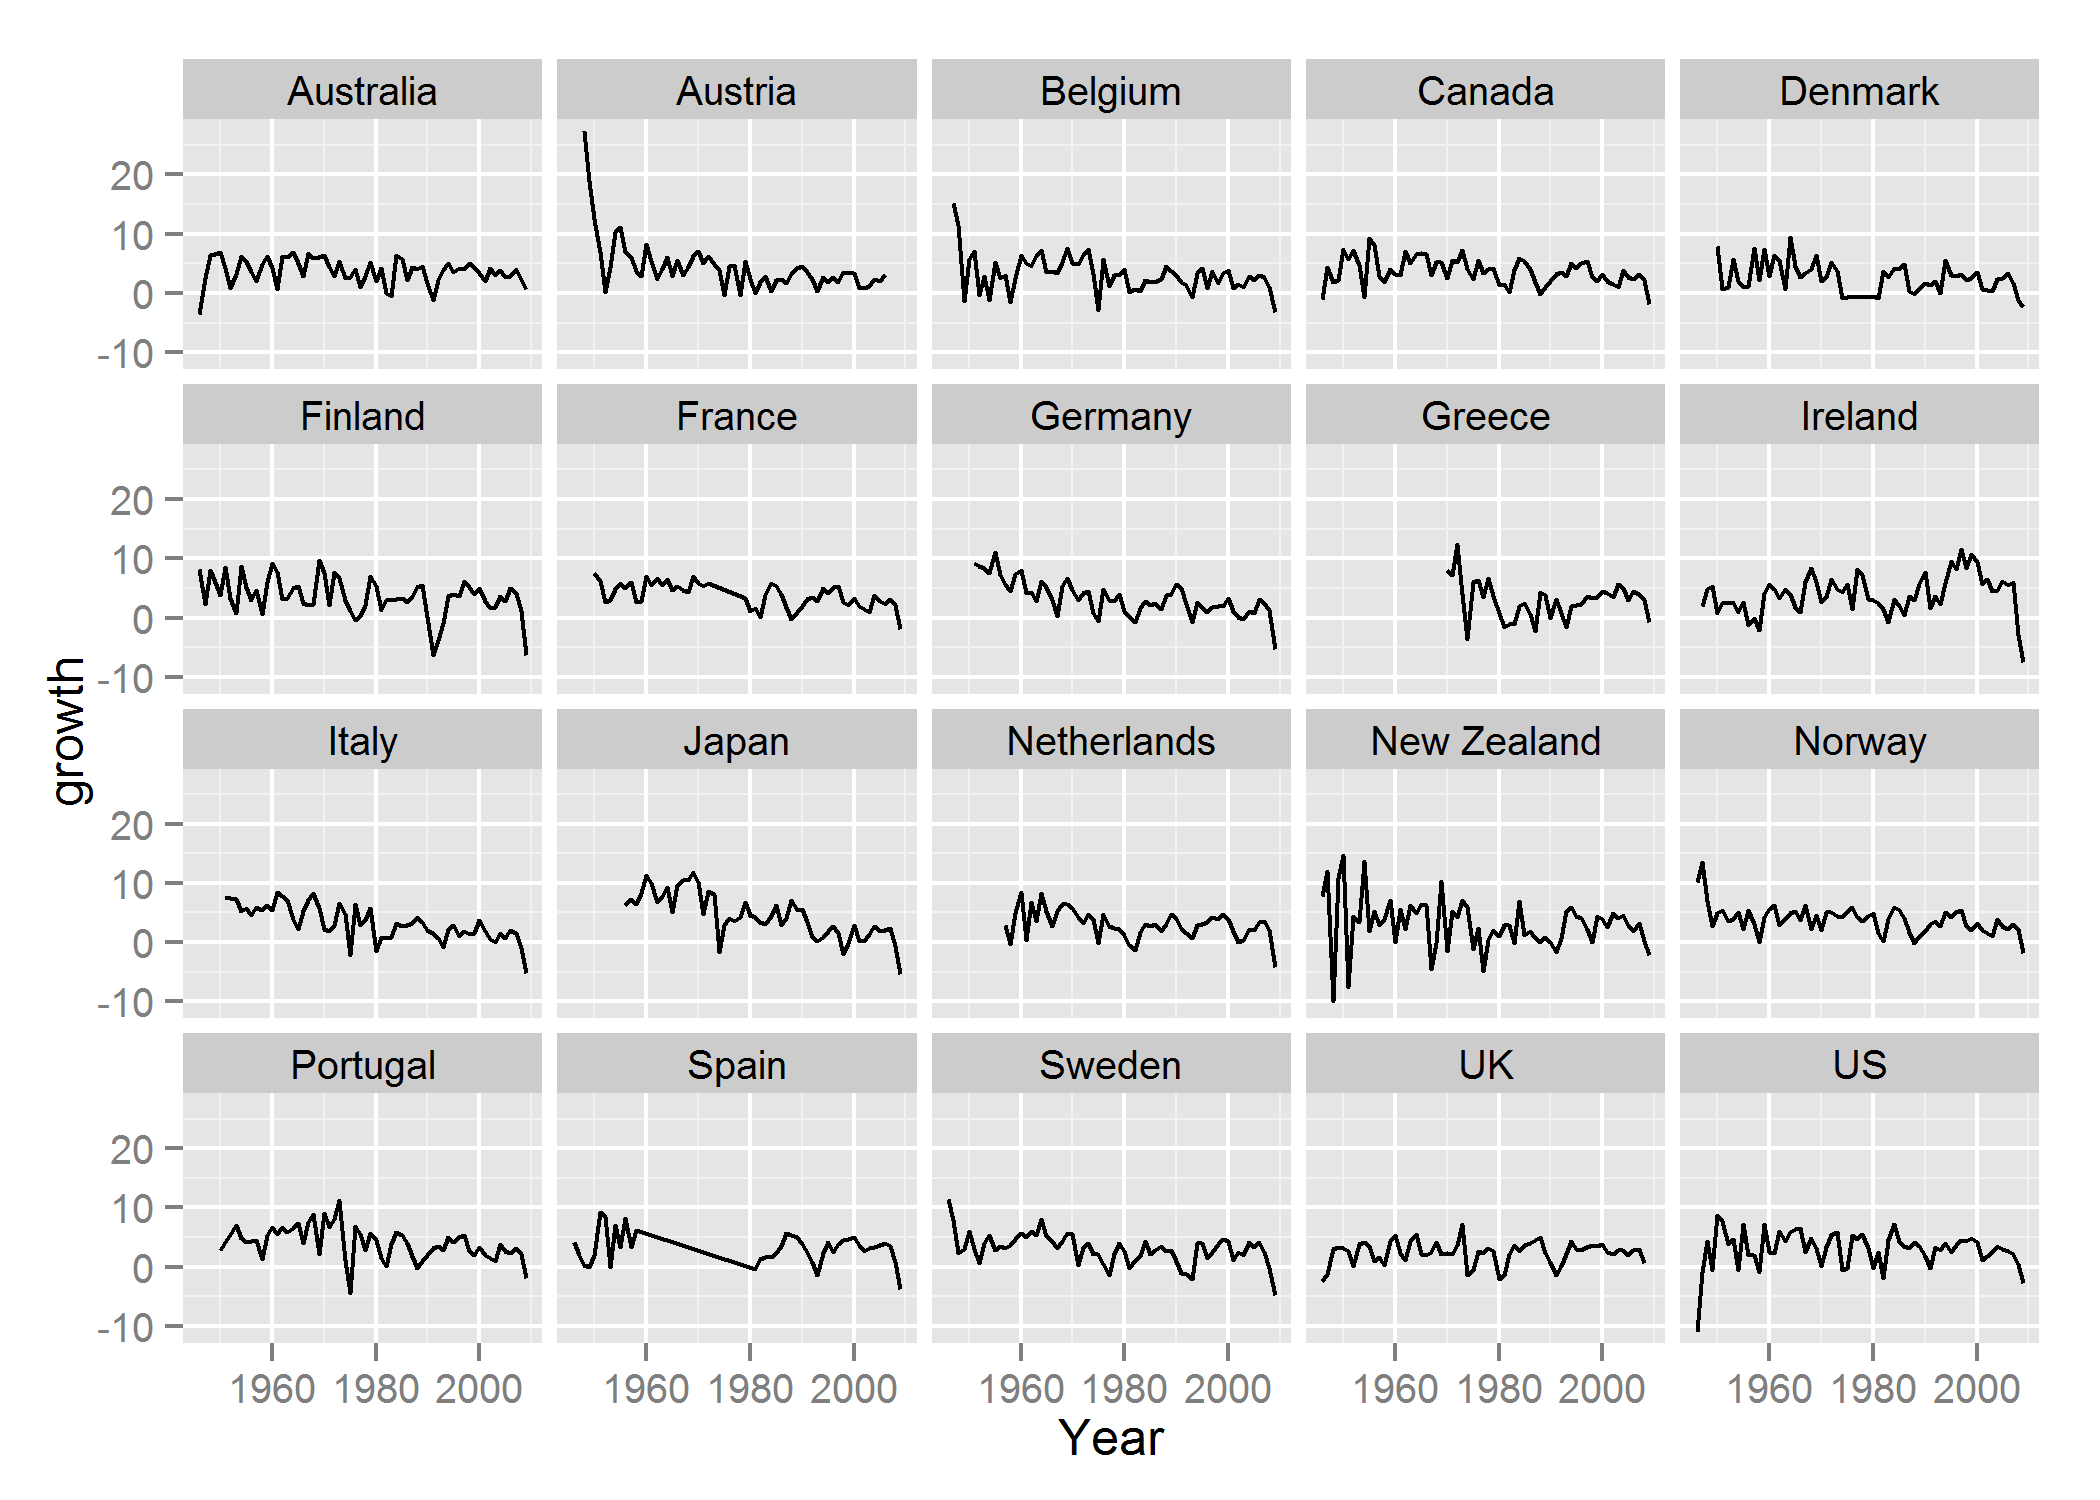 Australia Austria Belgium Canada Denmark
20
10
0
-10
Finland France Germany Greece Ireland
20
10
0
-10
growth
Italy Japan Netherlands New Zealand Norway
20
10
0
-10
Portugal Spain Sweden UK US
20
10
0
-10
1960 1980 2000 1960 1980 2000 1960 1980 2000 1960 1980 2000 1960 1980 2000
Year